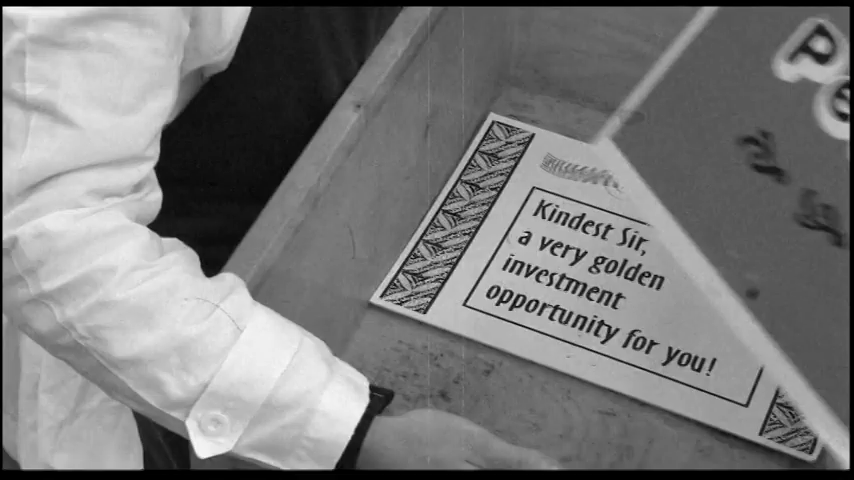 Kindest Sir,
a very golden
investment
opportunity for you!